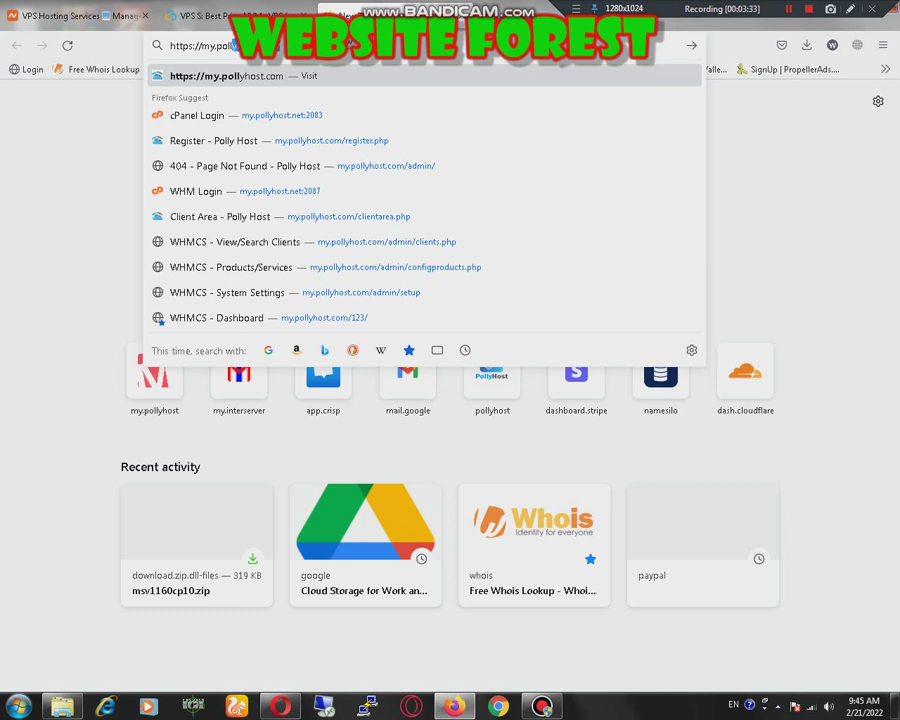 VPS Hosting Services
Manag
VPS S: Best P
www.BANDICAM.com
1280x1024
Recording [00:03:33]
WEBSITE FOREST
https://my.pol
Login
Free Whois Lookup
SignUp | PropellerAds....
https://my.pollyhost.com — Visit
Firefox Suggest
cPanel Login — my.pollyhost.net:2083
Register - Polly Host — my.pollyhost.com/register.php
404 - Page Not Found - Polly Host — my.pollyhost.com/admin/
WHM Login — my.pollyhost.net:2087
Client Area - Polly Host — my.pollyhost.com/clientarea.php
WHMCS - View/Search Clients — my.pollyhost.com/admin/clients.php
WHMCS - Products/Services — my.pollyhost.com/admin/configproducts.php
WHMCS - System Settings — my.pollyhost.com/admin/setup
WHMCS - Dashboard — my.pollyhost.com/123/
This time, search with:
PollyHost
my.pollyhost
my.interserver
app.crisp
mail.google
pollyhost
dashboard.stripe
namesilo
dash.cloudflare
Recent activity
Whois
Identity for everyone
download.zip.dll-files — 319 KB
msv1160cp10.zip
google
Cloud Storage for Work an...
whois
Free Whois Lookup - Whoi...
paypal
EN
9:45 AM
2/21/2022